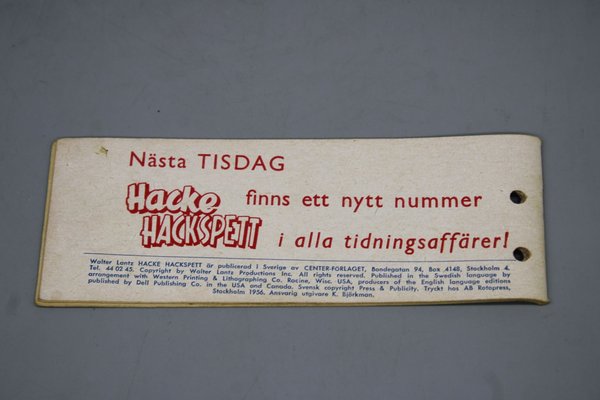 Nästa TISDAG
Hacke HACKSPETT finns ett nytt nummer
i alla tidningsaffärer!
Walter Lantz HACKE HACKSPETT är publicerad i Sverige av CENTER-FÖRLAGET, Bondegatan 94, Box 4148, Stockholm 4.
Tel. 44 02 45. Copyright by Walter Lantz Productions Inc. All rights reserved. Published in the Swedish language by
arrangement with Western Printing & Lithographing Co. Racine, Wisc. USA, producers of the English language editions
published by Dell Publishing Co. in the USA and Canada. Svensk copyright Press & Publicity. Tryckt hos AB Rotopress,
Stockholm 1956. Ansvarig utgivare K. Björkman.